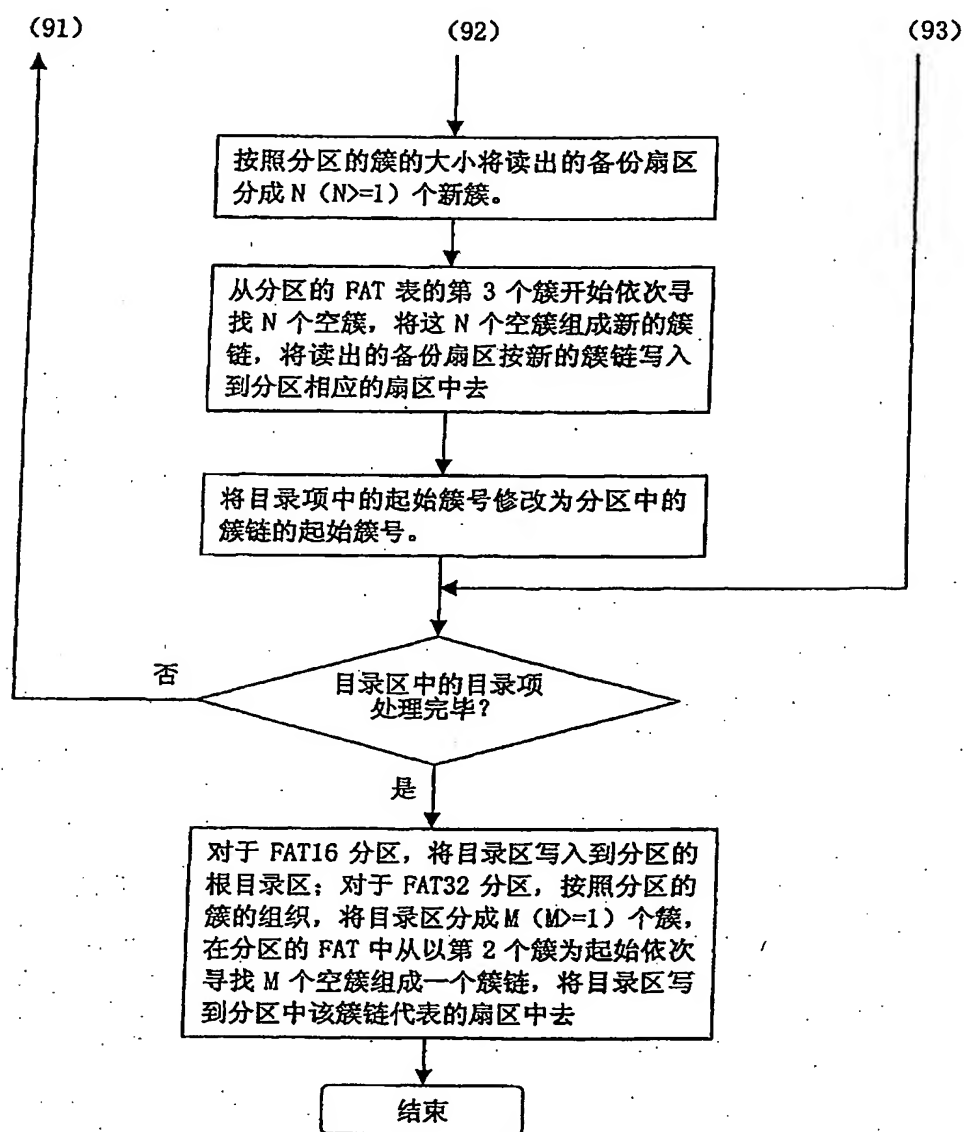 (91)
(92)
(93)
按照分区的簇的大小将读出的备份扇区
分成 N（N>=1）个新簇。
从分区的 FAT 表的第 3 个簇开始依次寻
找 N 个空簇，将这 N 个空簇组成新的簇
链，将读出的备份扇区按新的簇链写入
到分区相应的扇区中去
将目录项中的起始簇号修改为分区中的
簇链的起始簇号。
否
目录区中的目录项
处理完毕？
是
对于 FAT16 分区，将目录区写入到分区的
根目录区；对于 FAT32 分区，按照分区的
簇的组织，将目录区分成 M（M>=1）个簇，
在分区的 FAT 中从以第 2 个簇为起始依次
寻找 M 个空簇组成一个簇链，将目录区写
到分区中该簇链代表的扇区中去
结束